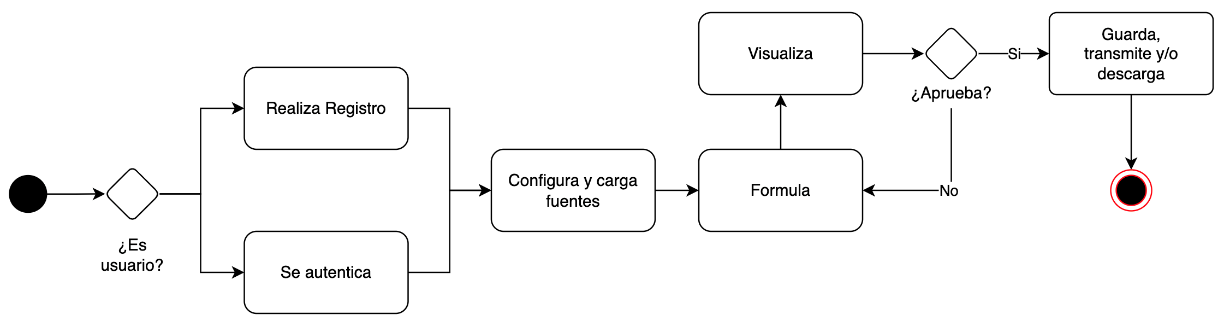 ¿Es
usuario?
Realiza Registro
Se autentica
Configura y carga
fuentes
Formula
Visualiza
¿Aprueba?
No
Si
Guarda,
transmite y/o
descarga